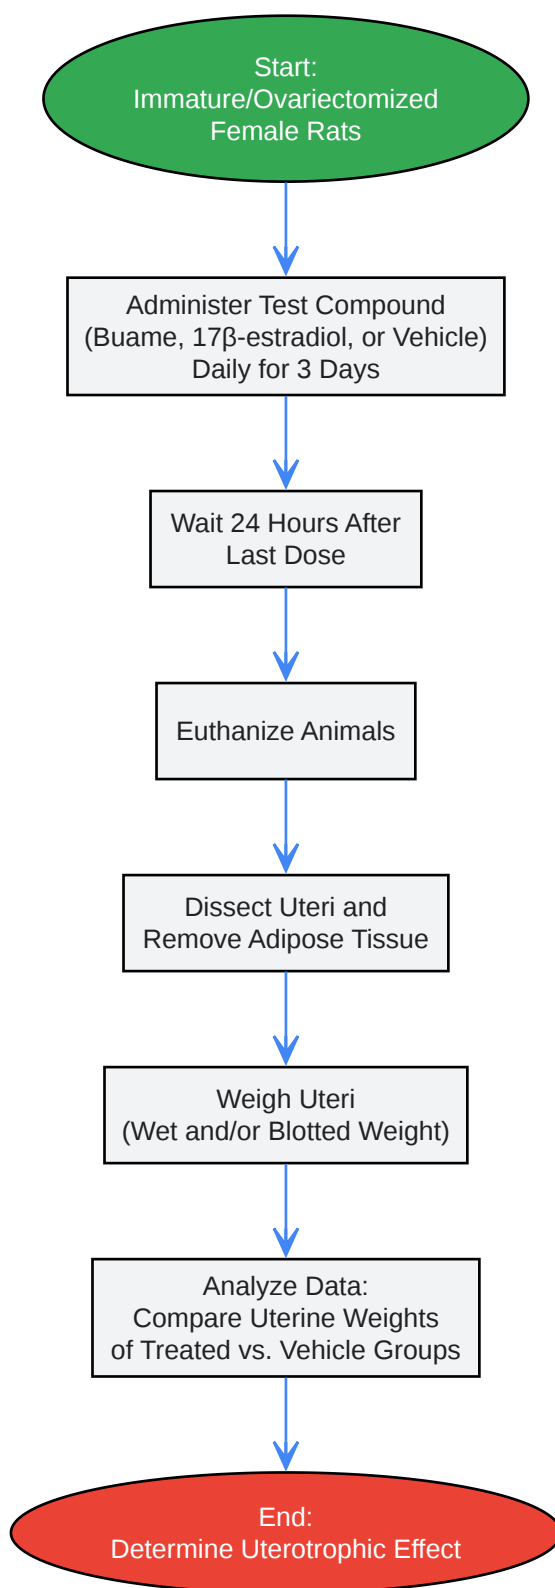 Start:
Immature/Ovariectomized
Female Rats
Administer Test Compound
(Buame, 17β-estradiol, or Vehicle)
Daily for 3 Days
Wait 24 Hours After
Last Dose
Euthanize Animals
Dissect Uteri and
Remove Adipose Tissue
Weigh Uteri
(Wet and/or Blotted Weight)
Analyze Data:
Compare Uterine Weights
of Treated vs. Vehicle Groups
End:
Determine Uterotrophic Effect